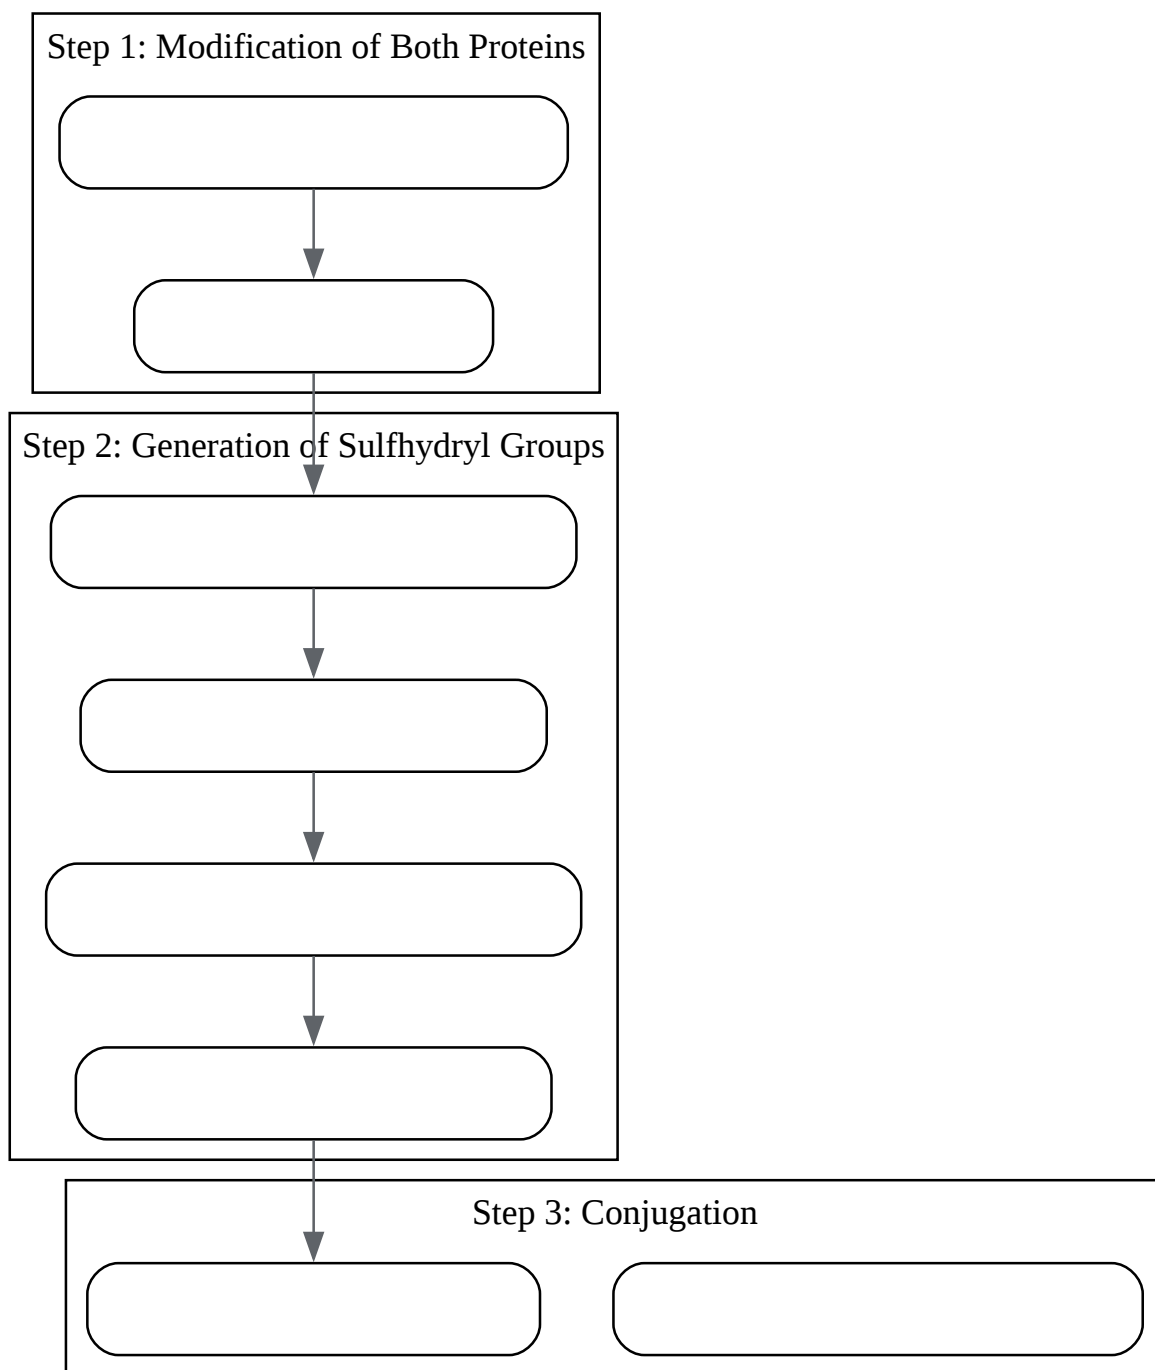 Step 1: Modification of Both Proteins
Step 2: Generation of Sulfhydryl Groups
Step 3: Conjugation